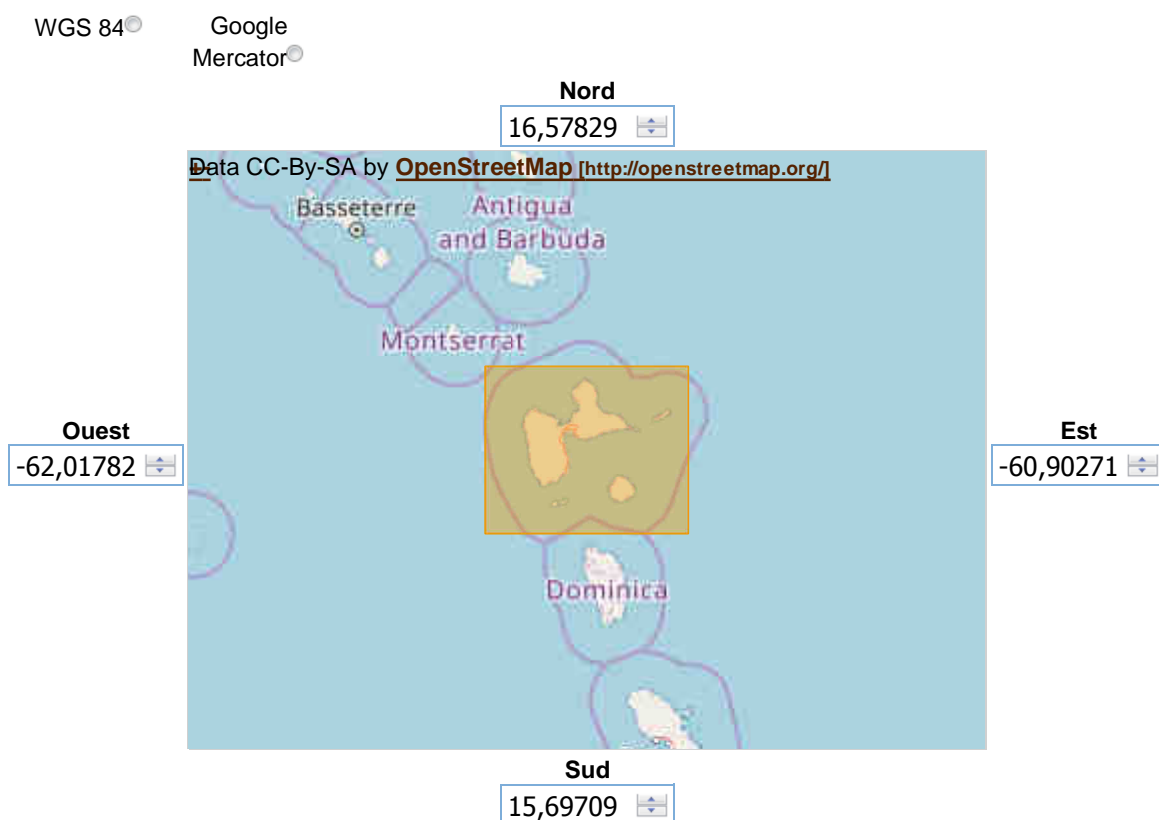 WGS 84
Google
Mercator
Nord
16,57829
Data CC-By-SA by OpenStreetMap [http://openstreetmap.org/]
Basseterre
Antigua
and Barbuda
Montserrat
Ouest
-62,01782
Est
-60,90271
Dominica
Sud
15,69709